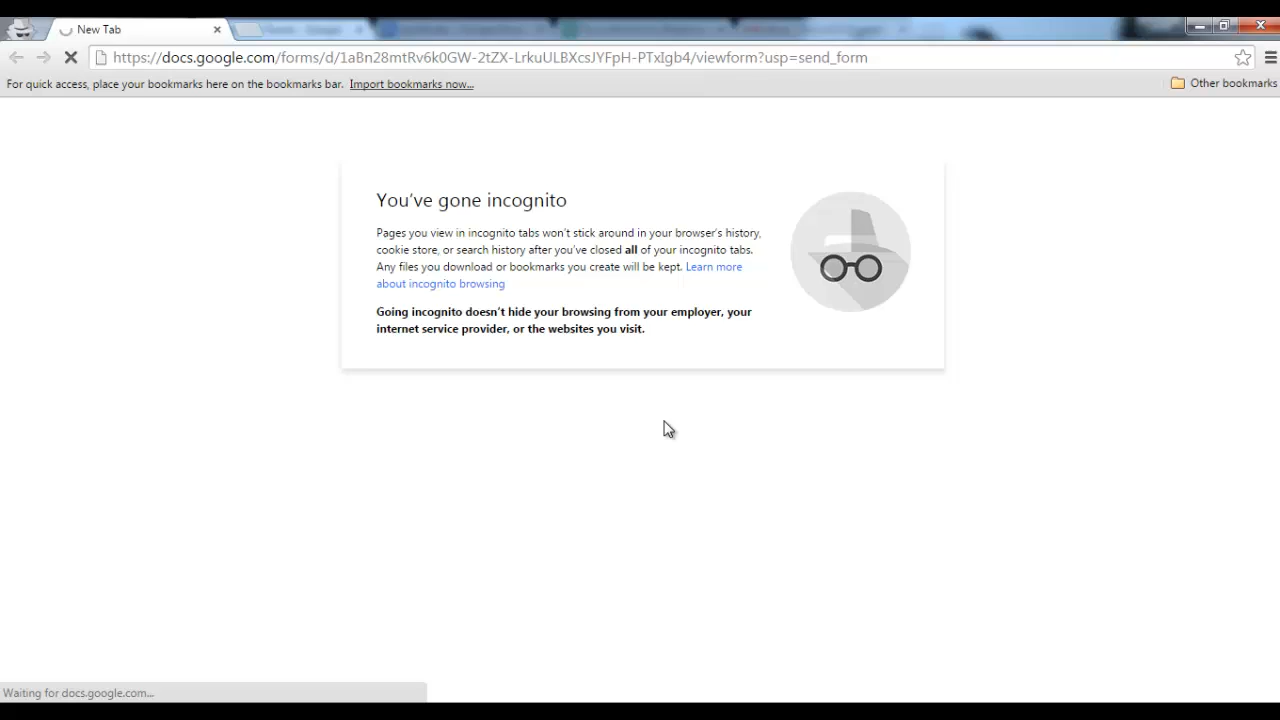 New Tab
https://docs.google.com/forms/d/1aBn28mtRv6k0GW-2tZX-LrkuULBXcsJYFpH-PTxIgb4/viewform?usp=send_form
For quick access, place your bookmarks here on the bookmarks bar. Import bookmarks now... Other bookmarks
You've gone incognito
Pages you view in incognito tabs won't stick around in your browser's history,
cookie store, or search history after you've closed all of your incognito tabs.
Any files you download or bookmarks you create will be kept. Learn more
about incognito browsing
Going incognito doesn't hide your browsing from your employer, your
internet service provider, or the websites you visit.
Waiting for docs.google.com...